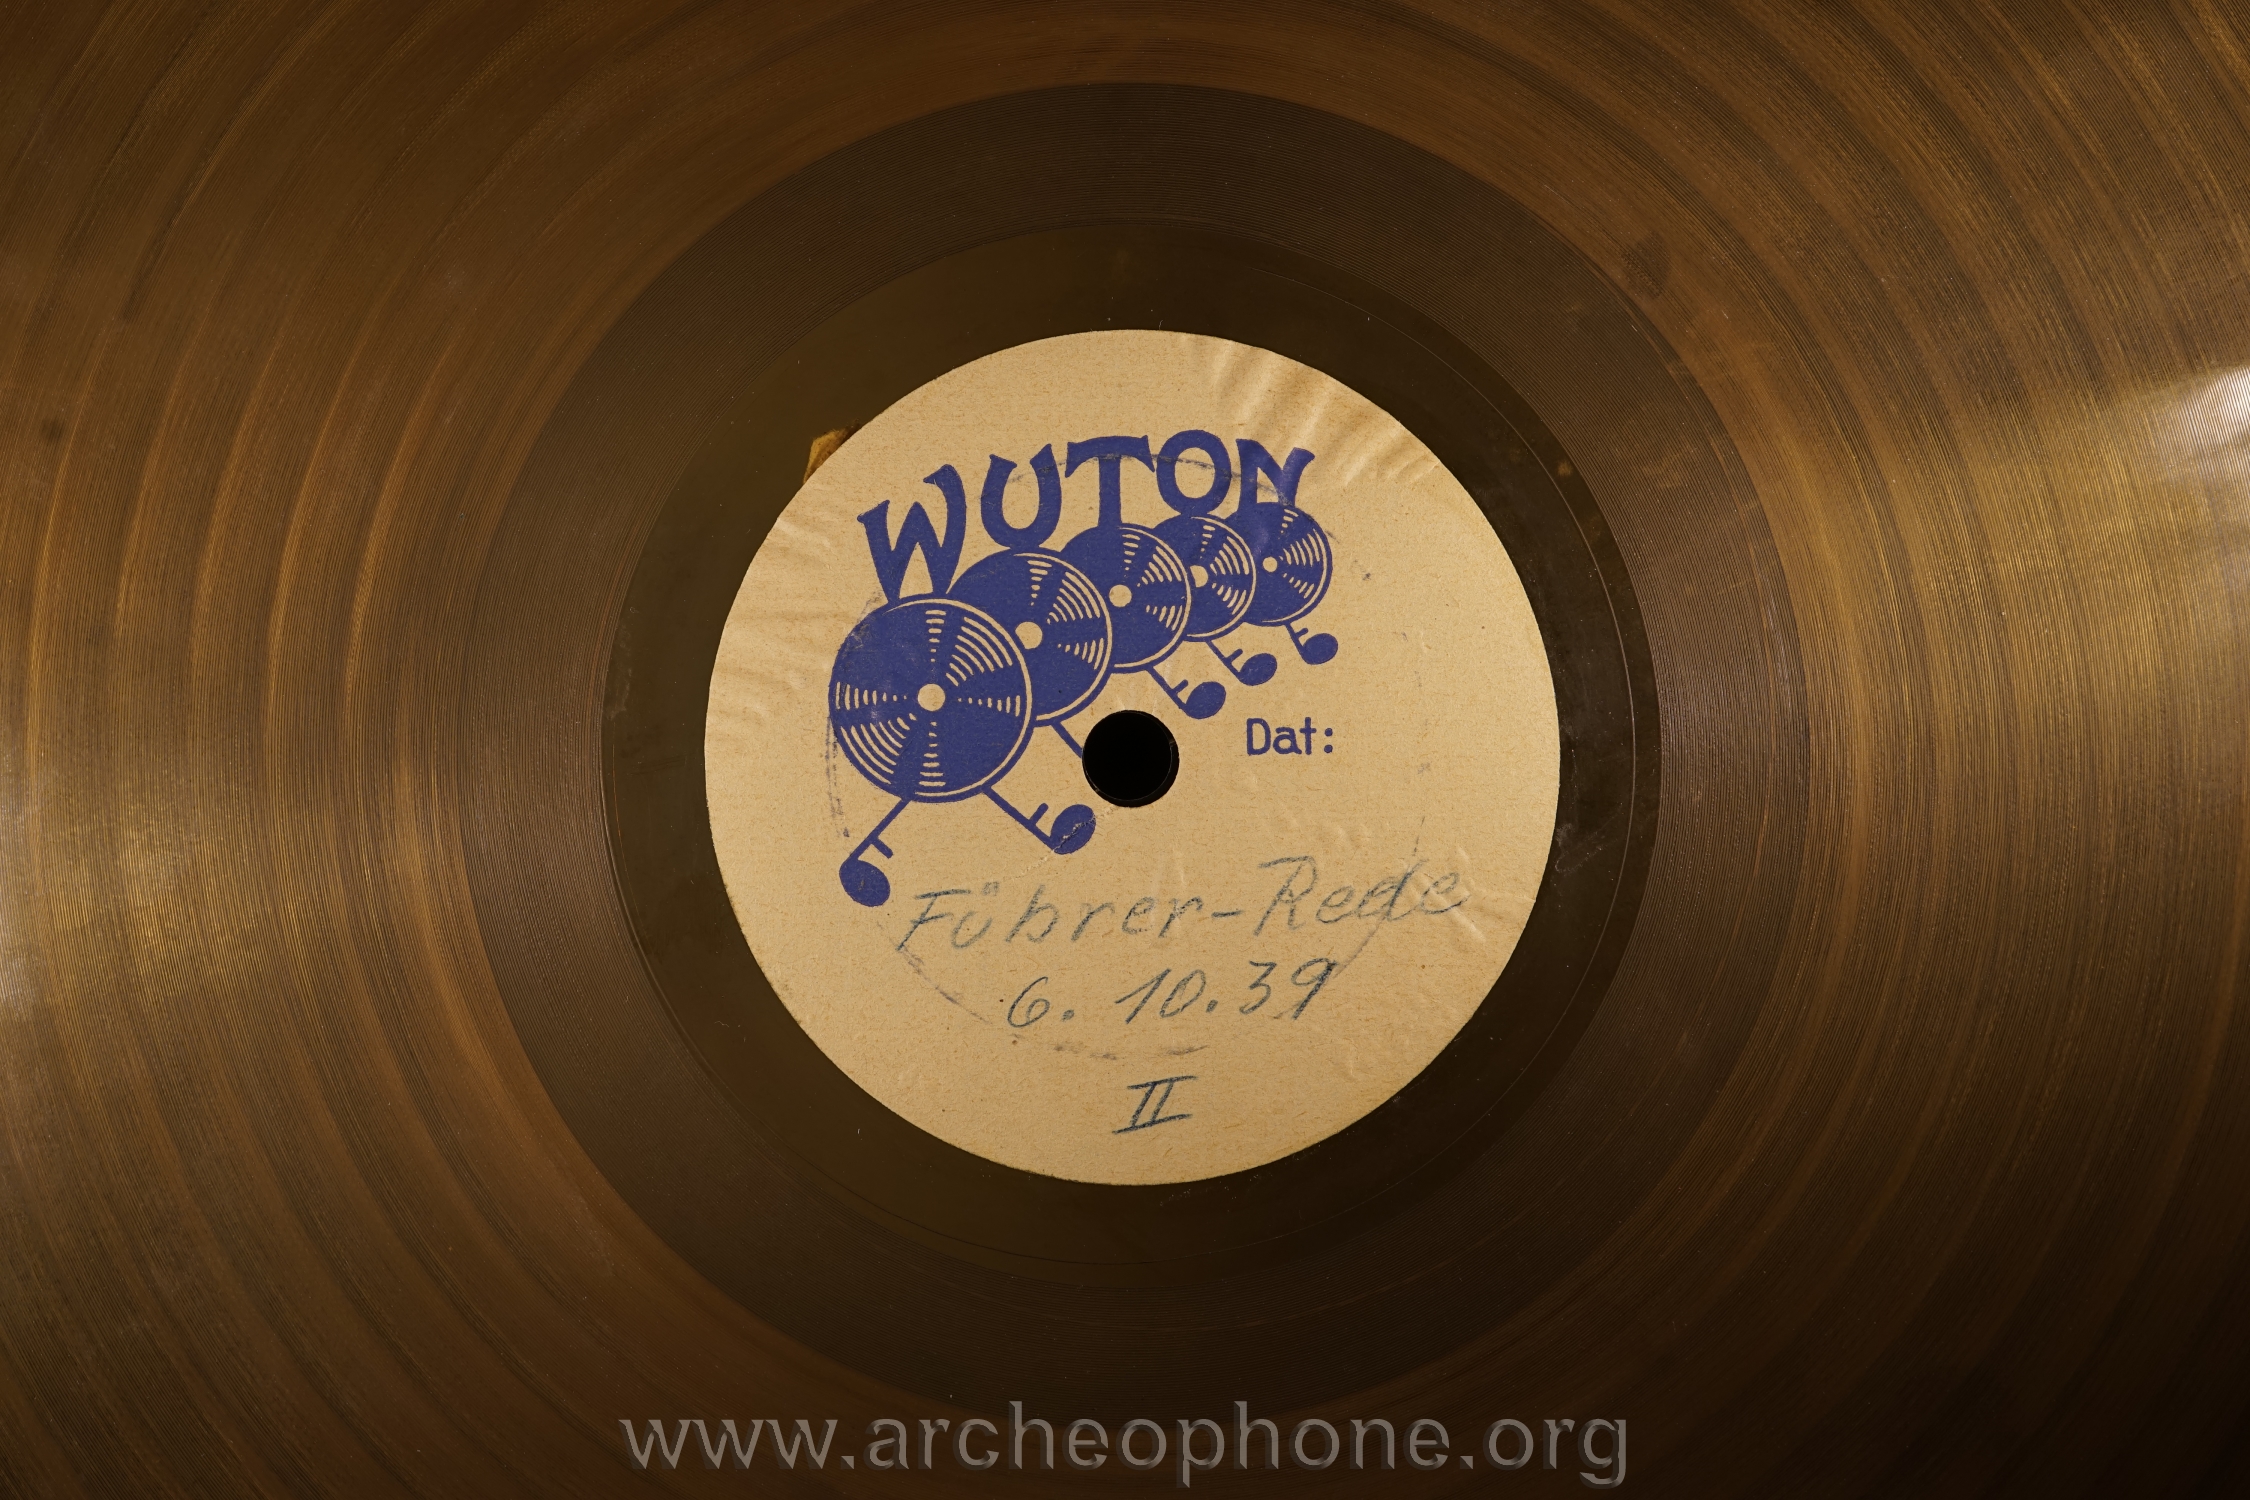 WUTON
Dat:
Führer-Rede
6. 10. 39
II
www.archeophone.org